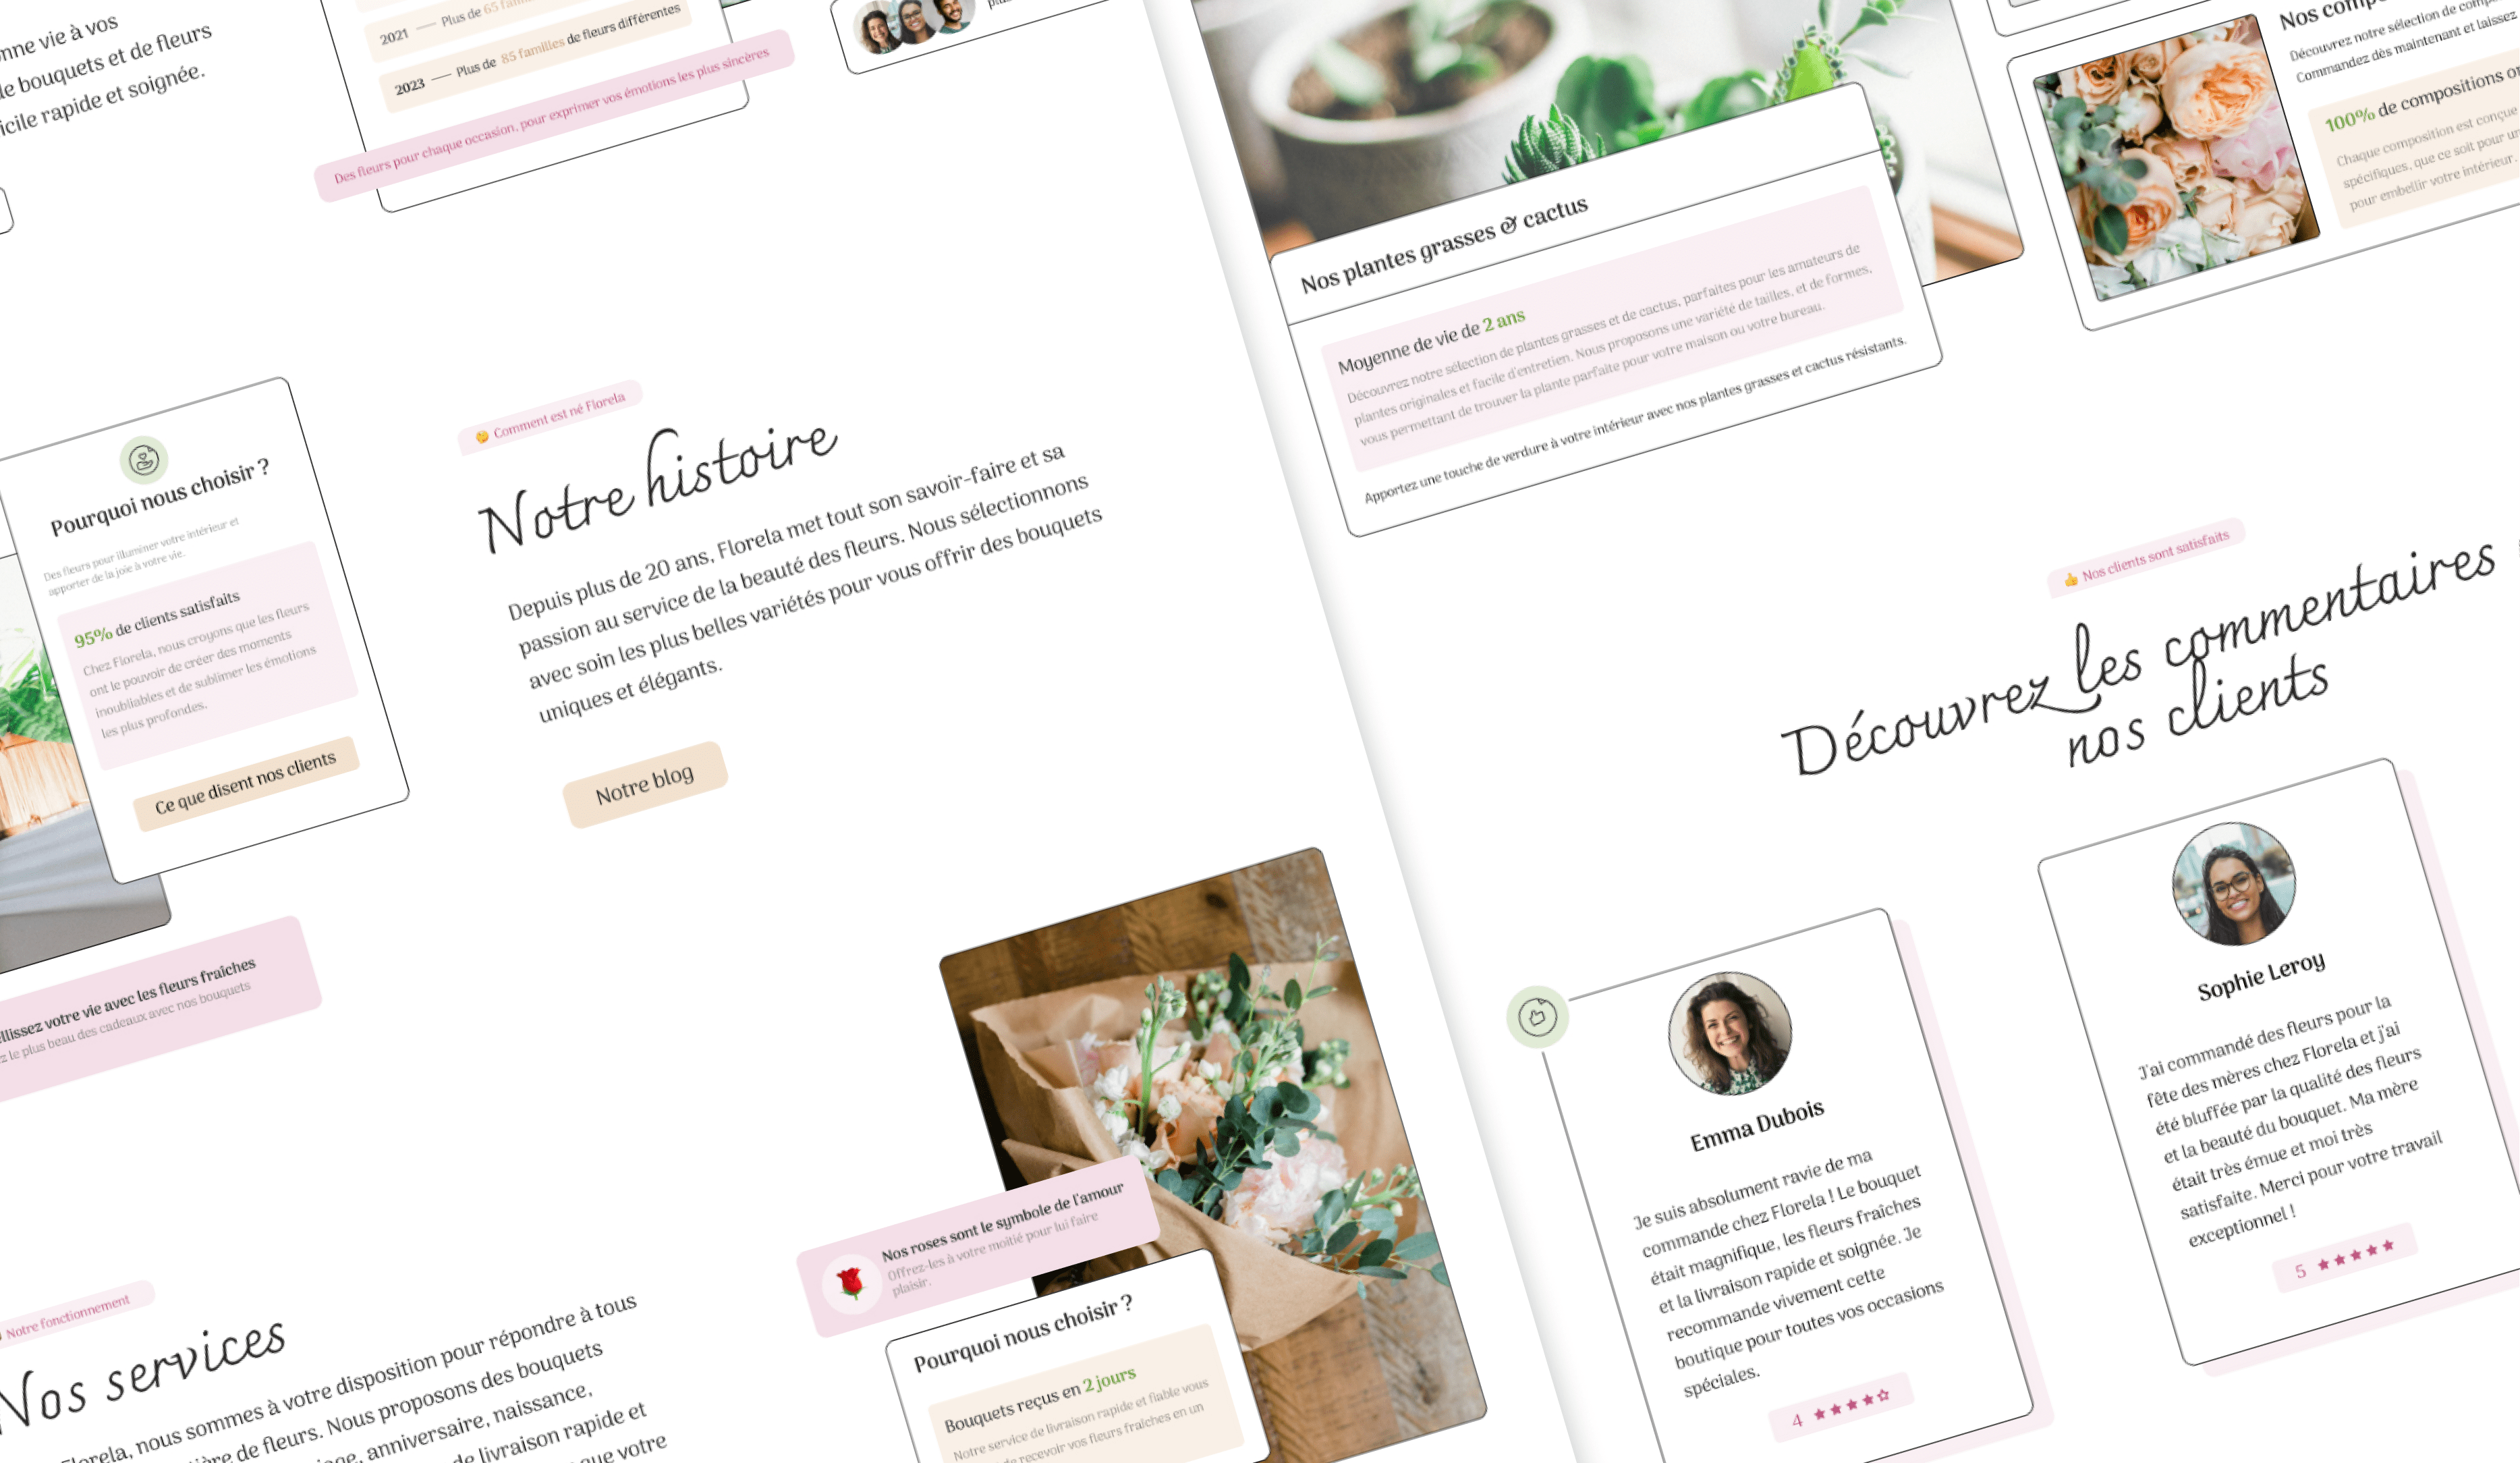 nne vie à vos
le bouquets et de fleurs
icile rapide et soignée.
2021 — Plus de 65
2023 — Plus de 85 familles de fleurs différentes
Des fleurs pour chaque occasion, pour exprimer vos émotions les plus sincères
Pourquoi nous choisir ?
Des fleurs pour illuminer votre intérieur et
apporter de la joie à votre vie.
95% de clients satisfaits
Chez Florela, nous croyons que les fleurs
ont le pouvoir de créer des moments
inoubliables et de sublimer les émotions
les plus profondes.
Ce que disent nos clients
llissez votre vie avec les fleurs fraîches
z le plus beau des cadeaux avec nos bouquets
🤔 Comment est né Florela
Notre histoire
Depuis plus de 20 ans, Florela met tout son savoir-faire et sa
passion au service de la beauté des fleurs. Nous sélectionnons
avec soin les plus belles variétés pour vous offrir des bouquets
uniques et élégants.
Notre blog
Notre fonctionnement
Nos services
Florela, nous sommes à votre disposition pour répondre à tous
ière de fleurs. Nous proposons des bouquets
iage, anniversaire, naissance,
de livraison rapide et
que votre
Nos roses sont le symbole de l'amour
Offrez-les à votre moitié pour lui faire
plaisir.
Pourquoi nous choisir ?
Bouquets reçus en 2 jours
Notre service de livraison rapide et fiable vous
de recevoir vos fleurs fraîches en un
Nos plantes grasses & cactus
Moyenne de vie de 2 ans
Découvrez notre sélection de plantes grasses et de cactus, parfaites pour les amateurs de
plantes originales et facile d'entretien. Nous proposons une variété de tailles, et de formes,
vous permettant de trouver la plante parfaite pour votre maison ou votre bureau.
Apportez une touche de verdure à votre intérieur avec nos plantes grasses et cactus résistants.
Nos comp
Découvrez notre sélection de comp
Commandez dès maintenant et laissez
100% de compositions or
Chaque composition est conçue
spécifiques, que ce soit pour un
pour embellir votre intérieur.
👍 Nos clients sont satisfaits
Découvrez les commentaires
nos clients
Emma Dubois
Je suis absolument ravie de ma
commande chez Florela ! Le bouquet
était magnifique, les fleurs fraîches
et la livraison rapide et soignée. Je
recommande vivement cette
boutique pour toutes vos occasions
spéciales.
4 ★★★★☆
Sophie Leroy
J'ai commandé des fleurs pour la
fête des mères chez Florela et j'ai
été bluffée par la qualité des fleurs
et la beauté du bouquet. Ma mère
était très émue et moi très
satisfaite. Merci pour votre travail
exceptionnel !
5 ★★★★★